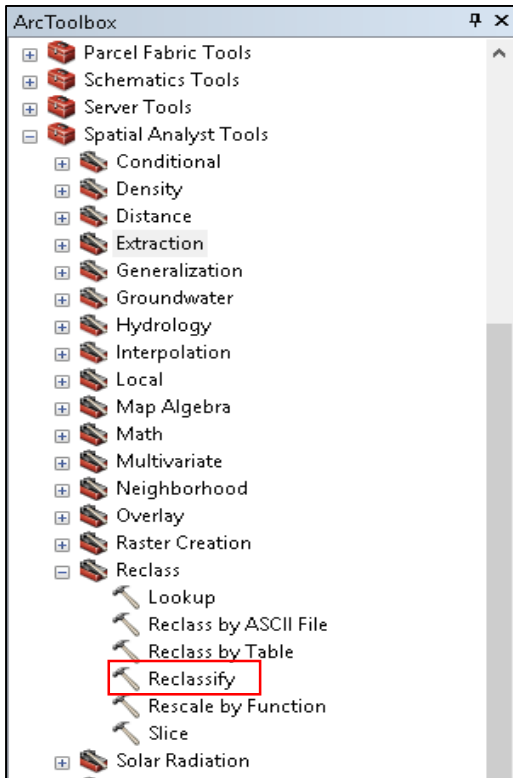 ArcToolbox
Parcel Fabric Tools
Schematics Tools
Server Tools
Spatial Analyst Tools
Conditional
Density
Distance
Extraction
Generalization
Groundwater
Hydrology
Interpolation
Local
Map Algebra
Math
Multivariate
Neighborhood
Overlay
Raster Creation
Reclass
Lookup
Reclass by ASCII File
Reclass by Table
Reclassify
Rescale by Function
Slice
Solar Radiation